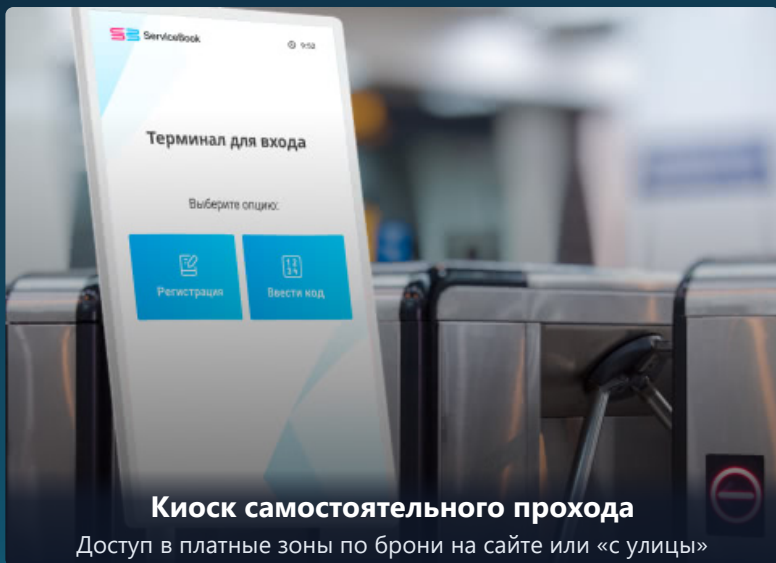 ServiceBook
9:52
Терминал для входа
Выберите опцию:
Регистрация
Ввести код
Киоск самостоятельного прохода
Доступ в платные зоны по брони на сайте или «с улицы»